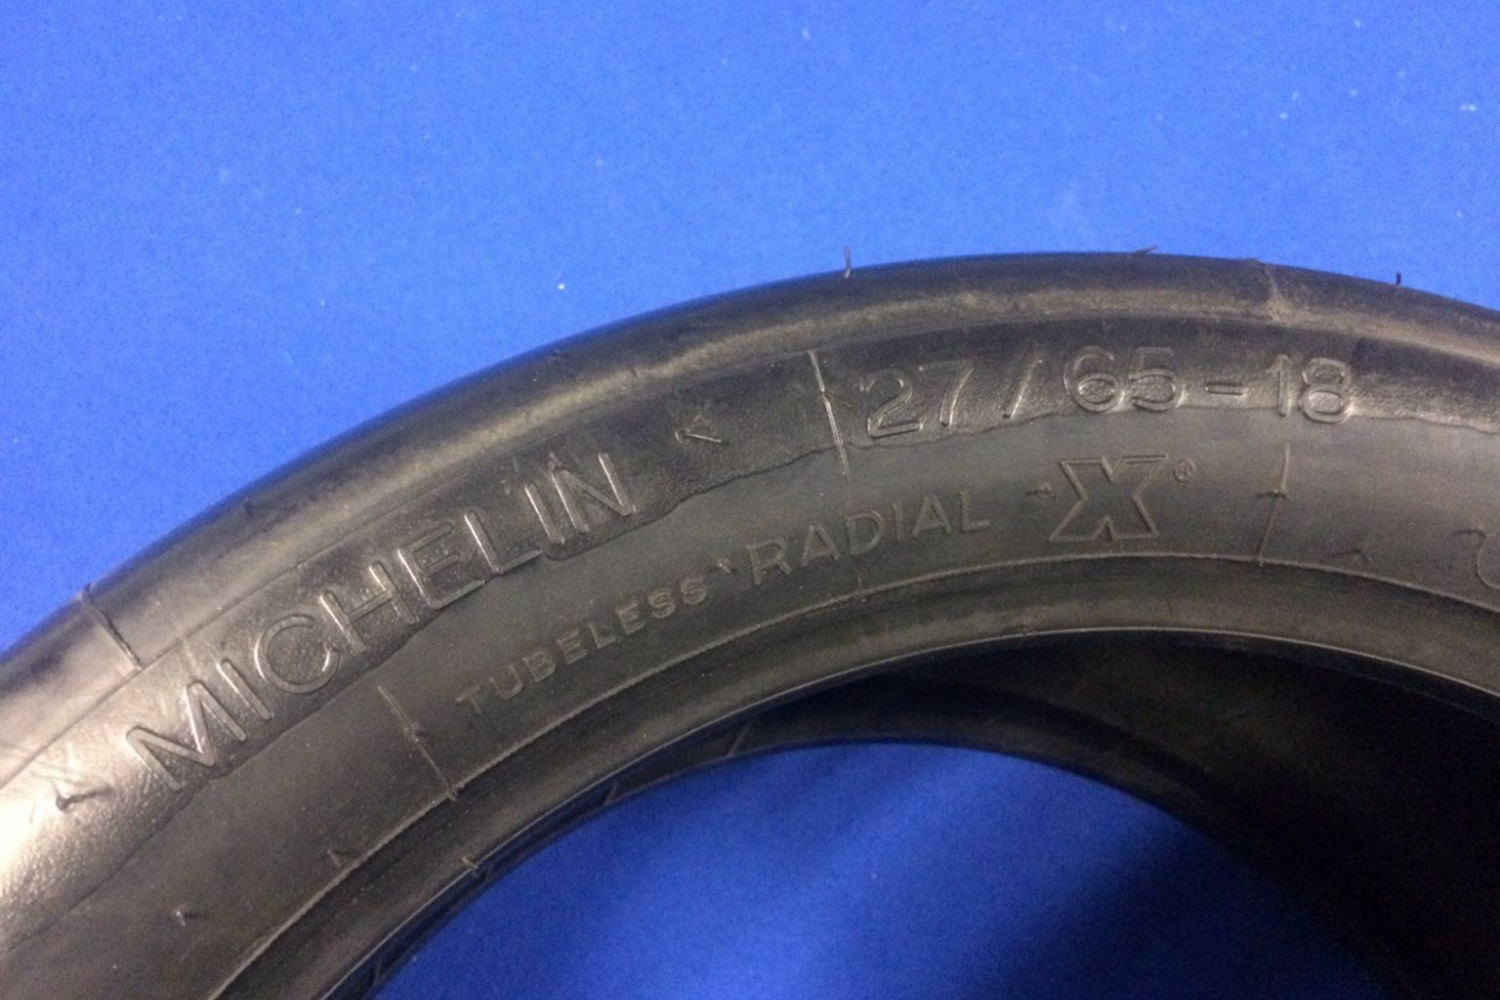 MICHELIN 27/65-18
TUBELESS RADIAL X®